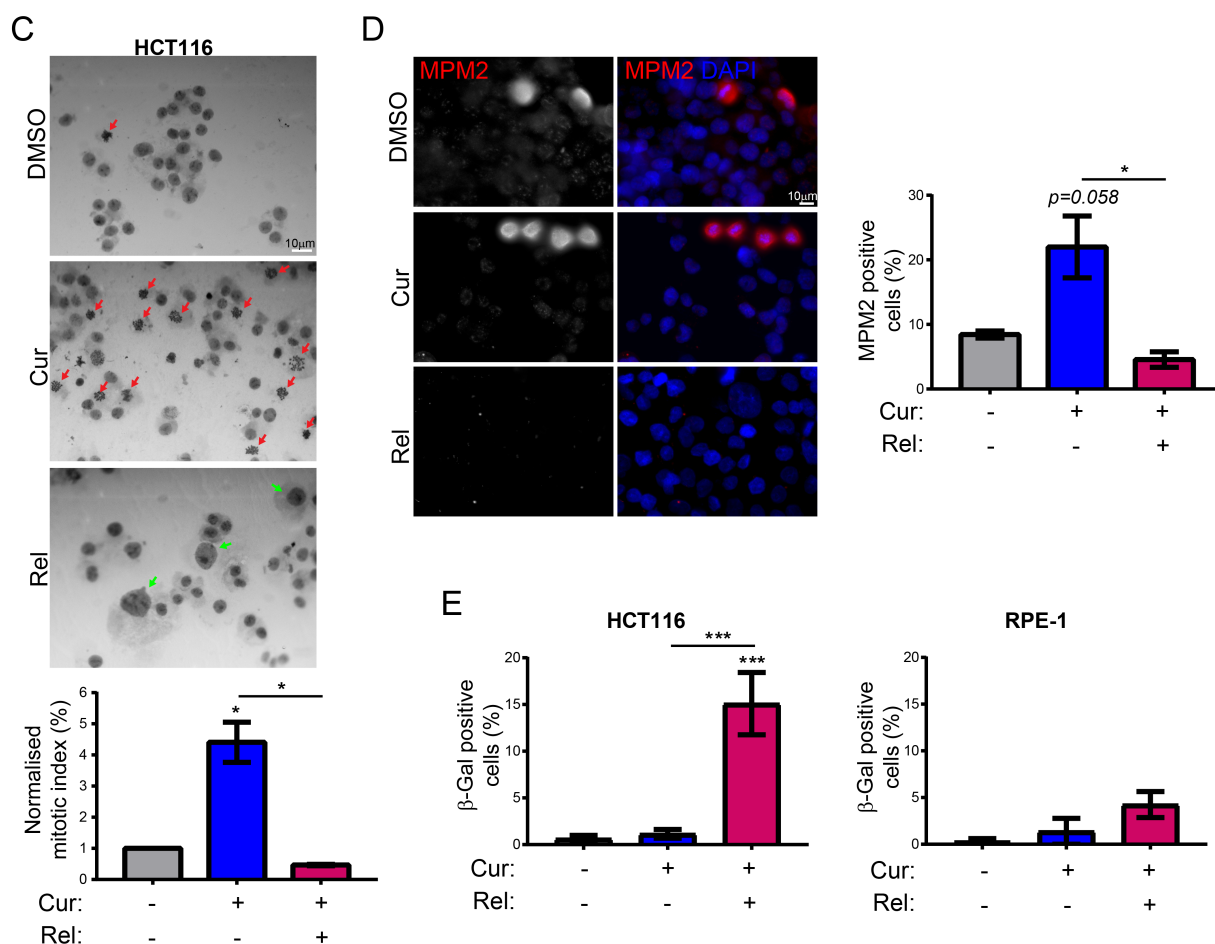 C
HCT116
DMSO
10μm
Cur
Rel
Normalised
mitotic index (%)
6
5
4
3
2
1
0
*
*
Cur: - + +
Rel: - - +
D
MPM2
MPM2 DAPI
DMSO
10μm
Cur
Rel
MPM2 positive
cells (%)
30
20
10
0
p=0.058
*
Cur: - + +
Rel: - - +
E
HCT116
β-Gal positive
cells (%)
20
15
10
5
0
***
***
Cur: - + +
Rel: - - +
RPE-1
β-Gal positive
cells (%)
20
15
10
5
0
Cur: - + +
Rel: - - +